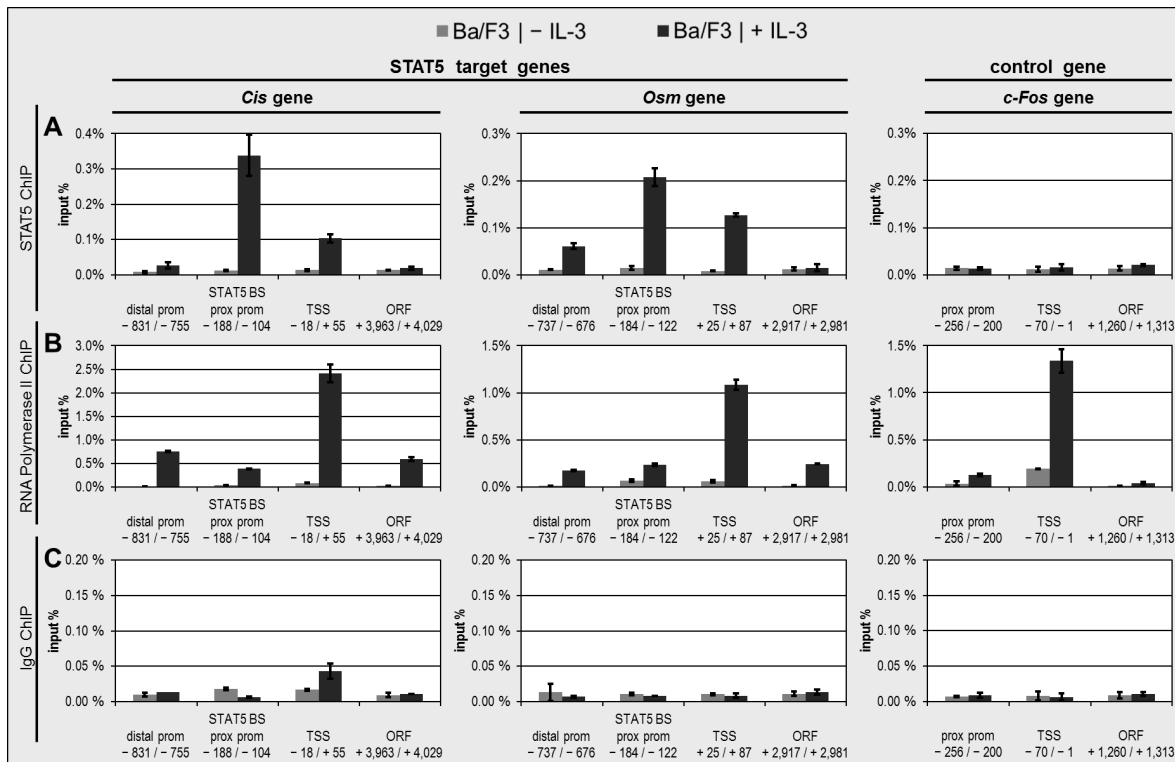 Ba/F3 | − IL-3 Ba/F3 | + IL-3
STAT5 target genes control gene
Cis gene Osm gene c-Fos gene
A
STAT5 ChIP
input %
0.4%
0.3%
0.2%
0.1%
0.0%
input %
0.3%
0.2%
0.1%
0.0%
input %
0.3%
0.2%
0.1%
0.0%
STAT5 BS STAT5 BS
distal prom prox prom TSS ORF distal prom prox prom TSS ORF prox prom TSS ORF
− 831 / − 755 − 188 / − 104 − 18 / + 55 + 3,963 / + 4,029 − 737 / − 676 − 184 / − 122 + 25 / + 87 + 2,917 / + 2,981 − 256 / − 200 − 70 / − 1 + 1,260 / + 1,313
B
RNA Polymerase II ChIP
input %
3.0%
2.5%
2.0%
1.5%
1.0%
0.5%
0.0%
input %
1.5%
1.0%
0.5%
0.0%
input %
1.5%
1.0%
0.5%
0.0%
STAT5 BS STAT5 BS
distal prom prox prom TSS ORF distal prom prox prom TSS ORF prox prom TSS ORF
− 831 / − 755 − 188 / − 104 − 18 / + 55 + 3,963 / + 4,029 − 737 / − 676 − 184 / − 122 + 25 / + 87 + 2,917 / + 2,981 − 256 / − 200 − 70 / − 1 + 1,260 / + 1,313
C
IgG ChIP
input %
0.20 %
0.15 %
0.10 %
0.05 %
0.00 %
input %
0.20 %
0.15 %
0.10 %
0.05 %
0.00 %
input %
0.20 %
0.15 %
0.10 %
0.05 %
0.00 %
STAT5 BS STAT5 BS
distal prom prox prom TSS ORF distal prom prox prom TSS ORF prox prom TSS ORF
− 831 / − 755 − 188 / − 104 − 18 / + 55 + 3,963 / + 4,029 − 737 / − 676 − 184 / − 122 + 25 / + 87 + 2,917 / + 2,981 − 256 / − 200 − 70 / − 1 + 1,260 / + 1,313